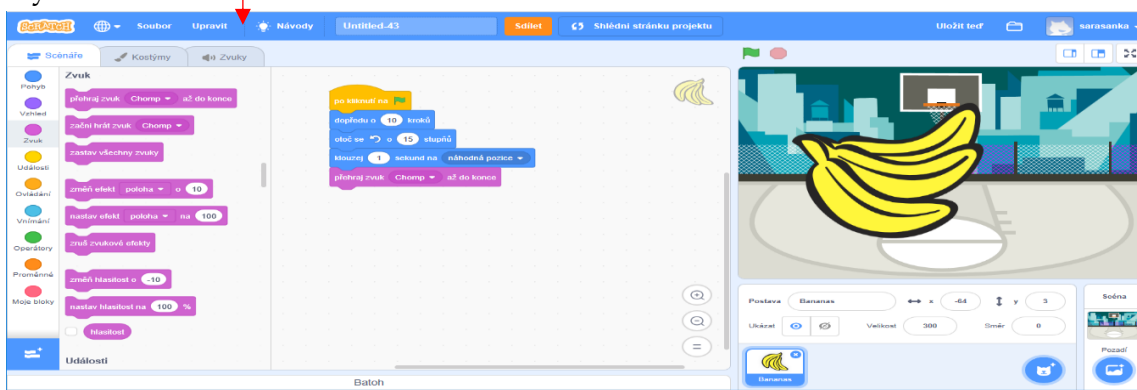 SCRATCH Soubor Upravit Návody Untitled-43 Sdílet Shlédni stránku projektu Uložit teď sarasanka
Scénáře Kostýmy Zvuky
Pohyb
Vzhled
Zvuk
Události
Ovládání
Vnímání
Operátory
Proměnné
Moje bloky
Zvuk
přehraj zvuk Chomp až do konce
začni hrát zvuk Chomp
zastav všechny zvuky
změň efekt poloha o 10
nastav efekt poloha na 100
zruš zvukové efekty
změň hlasitost o -10
nastav hlasitost na 100 %
hlasitost
Události
po kliknutí na
dopředu o 10 kroků
otoč se o 15 stupňů
klouzej 1 sekund na náhodná pozice
přehraj zvuk Chomp až do konce
Batoh
Postava Bananas x -64 y 3
Ukázat Velikost 300 Směr 0
Bananas
Scéna
Pozadí